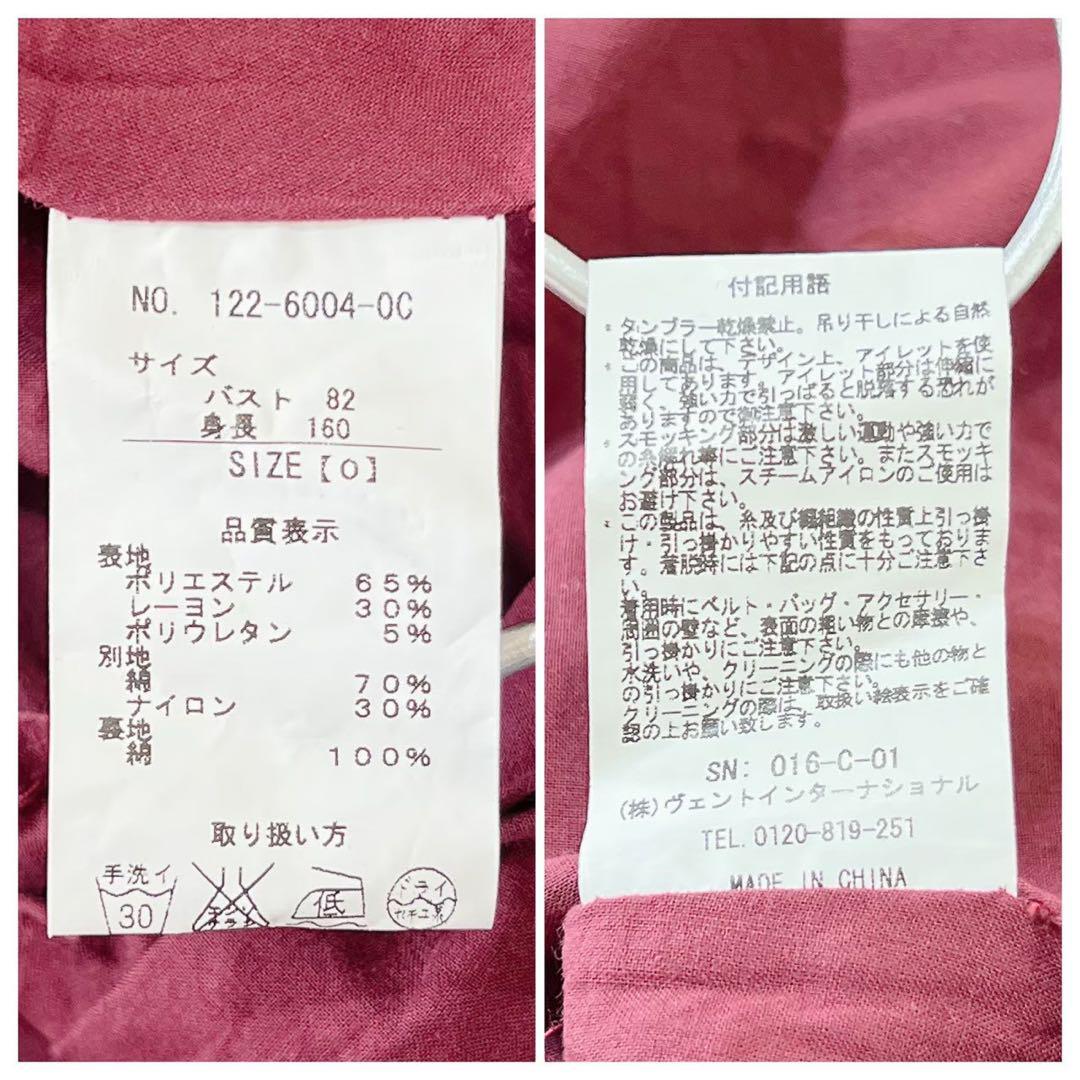 NO. 122-6004-0C
サイズ
バスト 82
身長 160
SIZE【0】
品質表示
表地
ポリエステル 65%
レーヨン 30%
ポリウレタン 5%
別地
綿 70%
ナイロン 30%
裏地
綿 100%
取り扱い方
手洗イ
30
エンソサラシ
低
ドライ
セキユ系
付記用語
* タンブラー乾燥禁止。吊り干しによる自然
乾燥にして下さい。
* この商品は、デザイン上、アイレットを使
用してあります。アイレット部分は伸縮に
弱く、強い力で引っぱると脱落する恐れが
ありますので御注意下さい。
* スモッキング部分は激しい運動や強い力で
の糸切れ等にご注意下さい。またスモッキ
ング部分は、スチームアイロンのご使用は
お避け下さい。
* この製品は、糸及び編組織の性質上引っ掛
け・引っ掛かりやすい性質をもっておりま
す。着脱時には下記の点に十分ご注意下さ
い。
着用時にベルト・バッグ・アクセサリー・
周囲の壁など、表面の粗い物との摩擦や、
引っ掛かりにご注意下さい。
水洗いや、クリーニングの際にも他の物と
の引っ掛かりにご注意下さい。
クリーニングの際は、取扱い絵表示をご確
認の上お願い致します。
SN: 016-C-01
(株)ヴェントインターナショナル
TEL. 0120-819-251
MADE IN CHINA